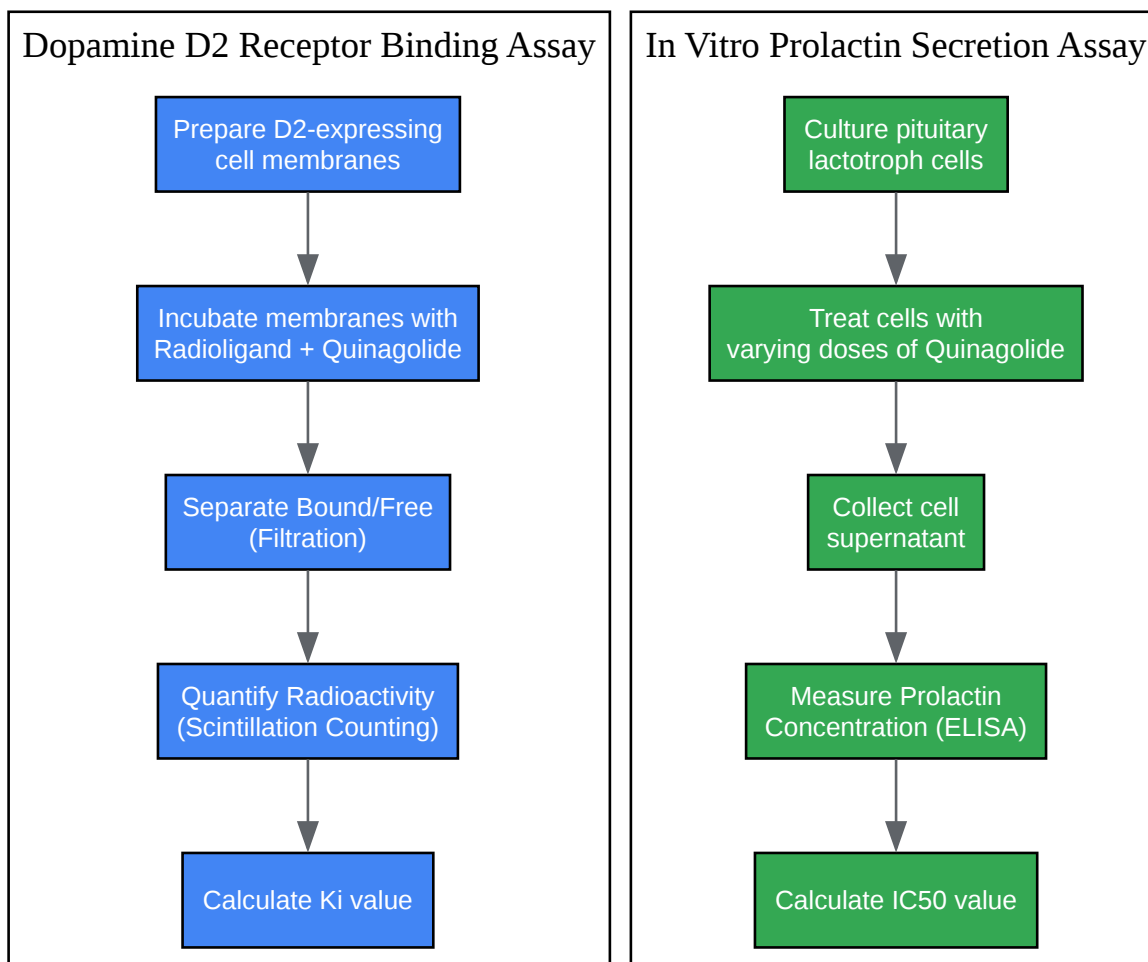 Dopamine D2 Receptor Binding Assay
Prepare D2-expressing
cell membranes
Incubate membranes with
Radioligand + Quinagolide
Separate Bound/Free
(Filtration)
Quantify Radioactivity
(Scintillation Counting)
Calculate Ki value
In Vitro Prolactin Secretion Assay
Culture pituitary
lactotroph cells
Treat cells with
varying doses of Quinagolide
Collect cell
supernatant
Measure Prolactin
Concentration (ELISA)
Calculate IC50 value